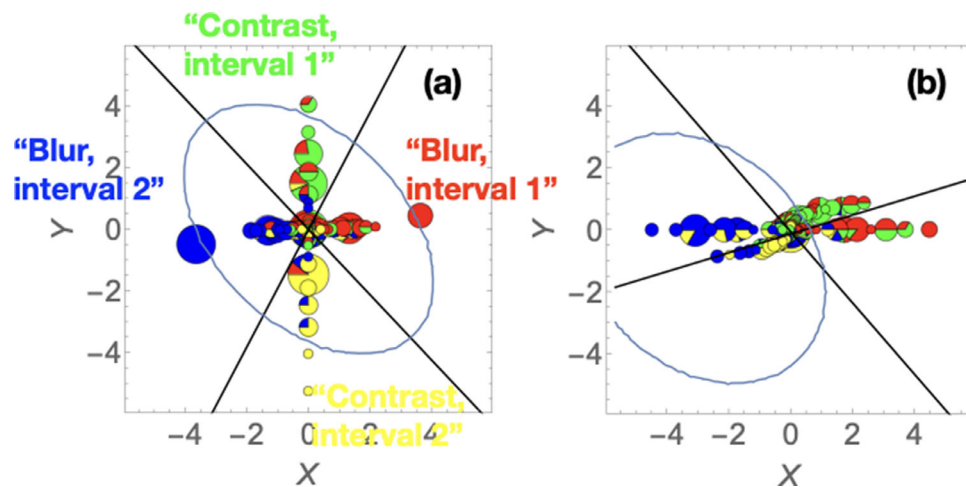 “Contrast,
interval 1”
(a)
(b)
“Blur,
interval 2”
“Blur,
interval 1”
“Contrast,
interval 2”
Y
4
2
0
−2
−4
−4
−2
0
2
4
X
Y
4
2
0
−2
−4
−4
−2
0
2
4
X